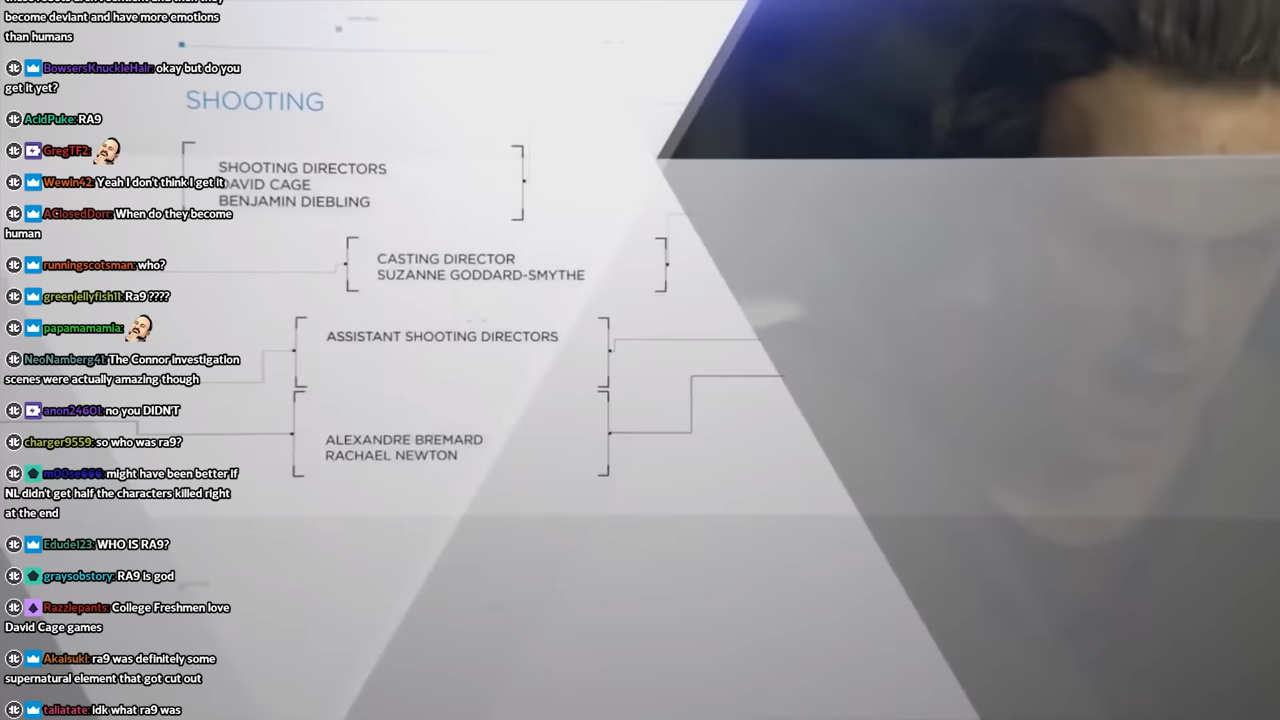 become deviant and have more emotions
than humans
BowsersKnuckleHair: okay but do you
get it yet?
AcidPuke: RA9
GregTF2:
Wewin42: Yeah I don't think I get it
AClosedDorr: When do they become
human
runningscotsman: who?
greenjellyfish11: Ra9 ????
papamamamia:
NeoNamberg41: The Connor investigation
scenes were actually amazing though
anon24601: no you DIDN'T
charger9559: so who was ra9?
m00se666: might have been better if
NL didn't get half the characters killed right
at the end
Edude123: WHO IS RA9?
graysobstory: RA9 is god
Razzlepants: College Freshmen love
David Cage games
Akaisuki: ra9 was definitely some
supernatural element that got cut out
taliatate: idk what ra9 was
SHOOTING
SHOOTING DIRECTORS
DAVID CAGE
BENJAMIN DIEBLING
CASTING DIRECTOR
SUZANNE GODDARD-SMYTHE
ASSISTANT SHOOTING DIRECTORS
ALEXANDRE BREMARD
RACHAEL NEWTON